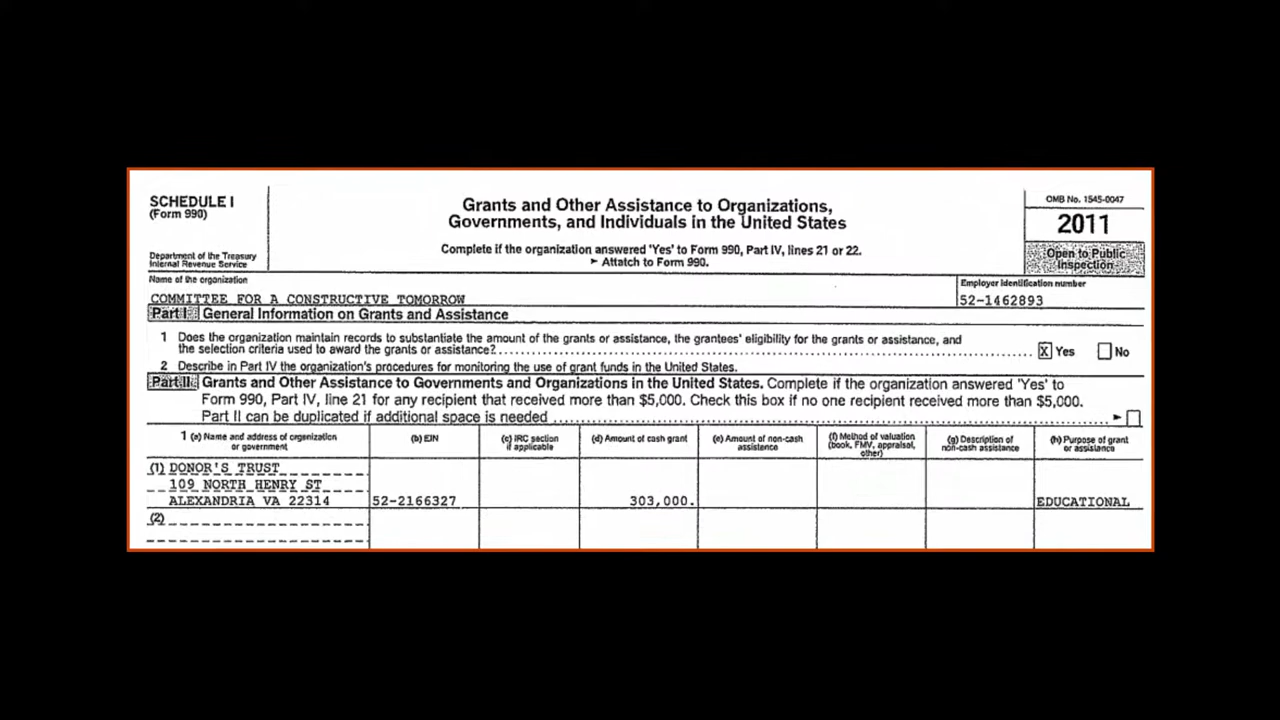 SCHEDULE I
(Form 990)
Department of the Treasury
Internal Revenue Service
Grants and Other Assistance to Organizations,
Governments, and Individuals in the United States
Complete if the organization answered 'Yes' to Form 990, Part IV, lines 21 or 22.
► Attatch to Form 990.
OMB No. 1545-0047
2011
Open to Public
Inspection
Name of the organization
COMMITTEE FOR A CONSTRUCTIVE TOMORROW
Employer identification number
52-1462893
Part I General Information on Grants and Assistance
1 Does the organization maintain records to substantiate the amount of the grants or assistance, the grantees' eligibility for the grants or assistance, and
the selection criteria used to award the grants or assistance? X Yes No
2 Describe in Part IV the organization's procedures for monitoring the use of grant funds in the United States.
Part II Grants and Other Assistance to Governments and Organizations in the United States. Complete if the organization answered 'Yes' to
Form 990, Part IV, line 21 for any recipient that received more than $5,000. Check this box if no one recipient received more than $5,000.
Part II can be duplicated if additional space is needed ►
1 (a) Name and address of organization
or government
(b) EIN
(c) IRC section
if applicable
(d) Amount of cash grant
(e) Amount of non-cash
assistance
(f) Method of valuation
(book, FMV, appraisal,
other)
(g) Description of
non-cash assistance
(h) Purpose of grant
or assistance
(1) DONOR'S TRUST
109 NORTH HENRY ST
ALEXANDRIA VA 22314 52-2166327 303,000. EDUCATIONAL
(2)